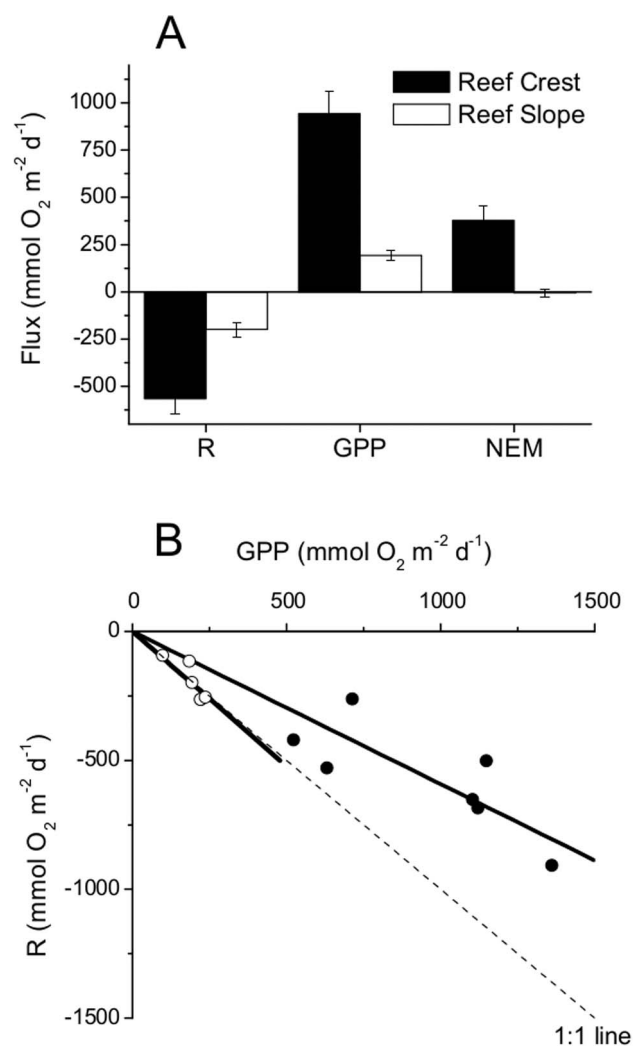 A
Reef Crest
Reef Slope
Flux (mmol O₂ m⁻² d⁻¹)
1000
750
500
250
0
-250
-500
R GPP NEM
B
GPP (mmol O₂ m⁻² d⁻¹)
0 500 1000 1500
R (mmol O₂ m⁻² d⁻¹)
0
-500
-1000
-1500
1:1 line